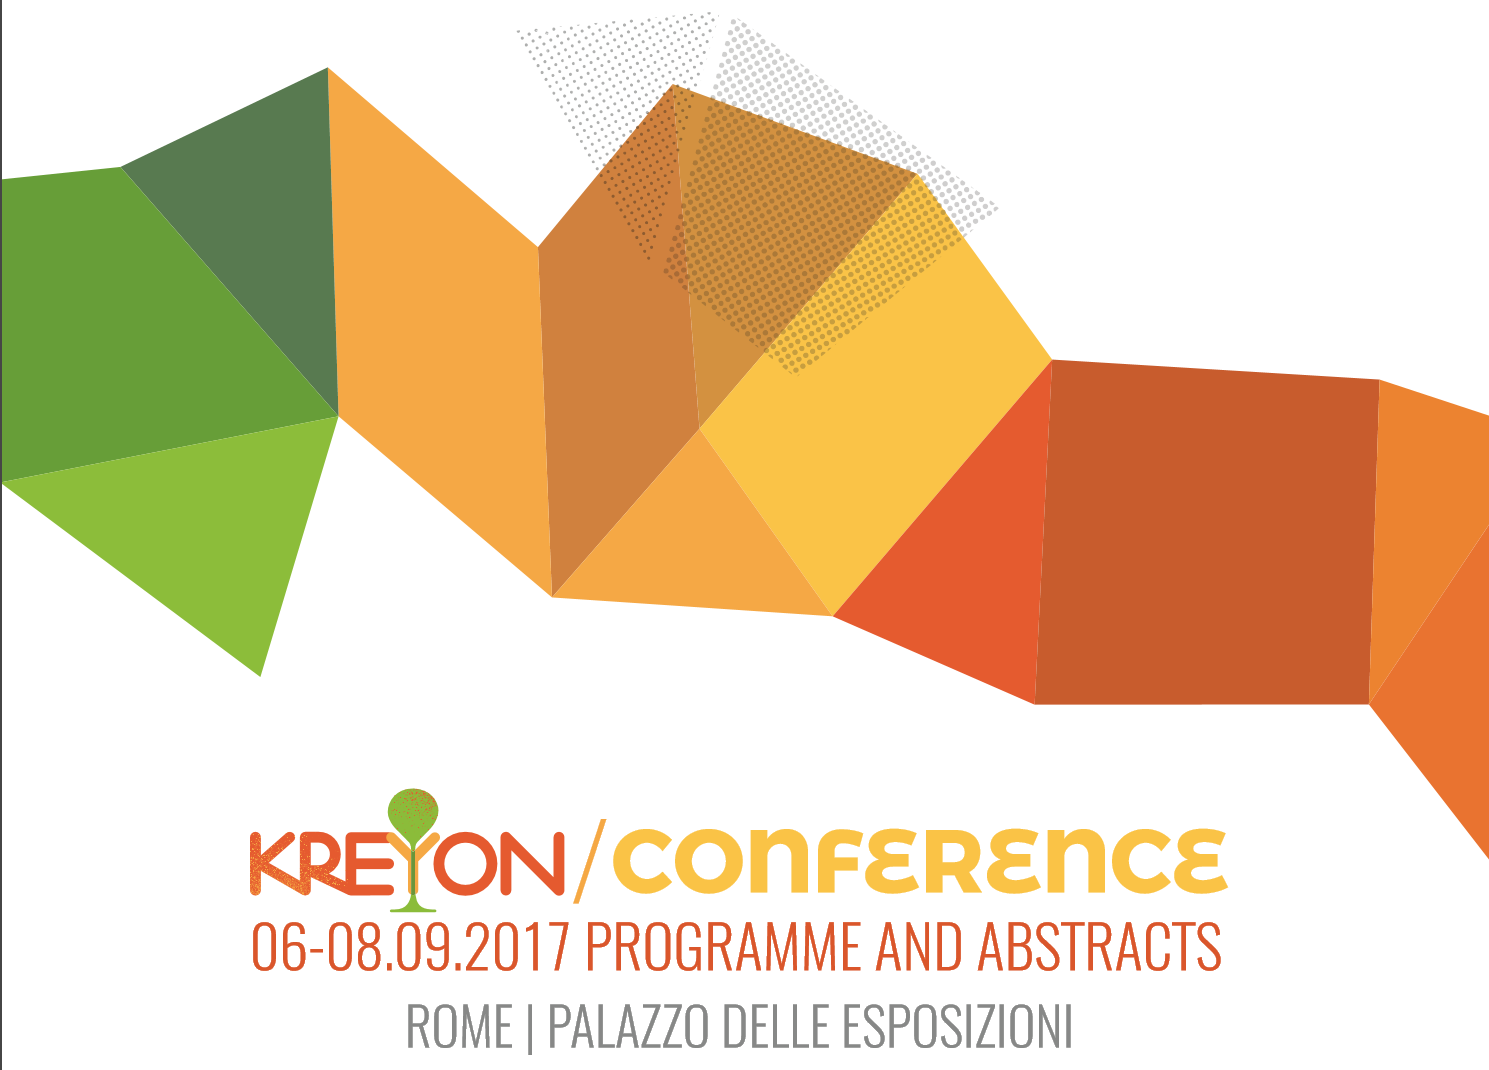 KREYON/CONFERENCE
06-08.09.2017 PROGRAMME AND ABSTRACTS
ROME | PALAZZO DELLE ESPOSIZIONI